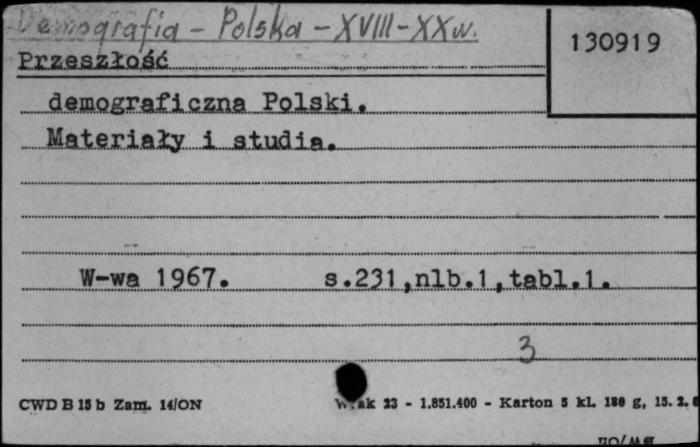 Demografia - Polska - XVIII-XXw.
130919
Przeszłość
demograficzna Polski.
Materiały i studia.
W-wa 1967. s.231,nlb.1,tabl.1.
3
CWD B 15 b Zam. 14/ON
23 - 1.851.400 - Karton 5 kl. 180 g, 15. 2.